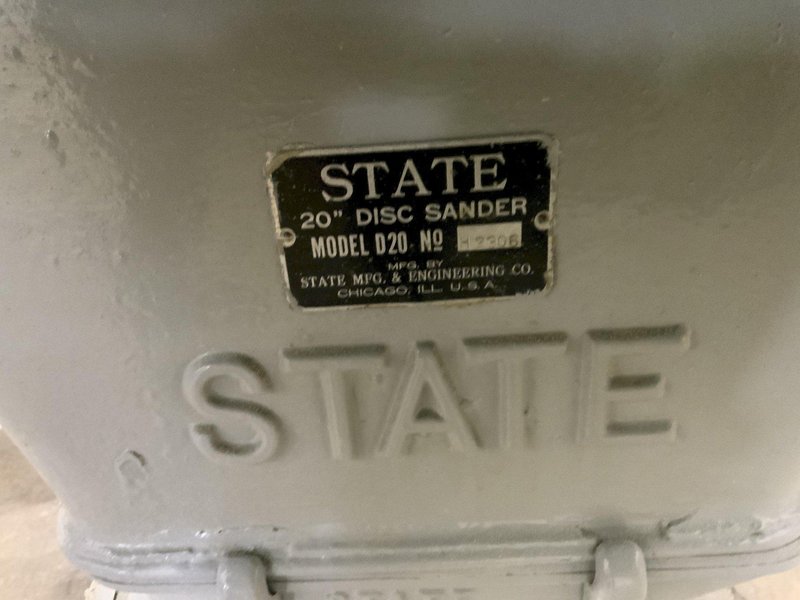 STATE
20" DISC SANDER
MODEL D20 No
MFG. BY
STATE MFG. & ENGINEERING CO.
CHICAGO, ILL. U.S.A.
STATE